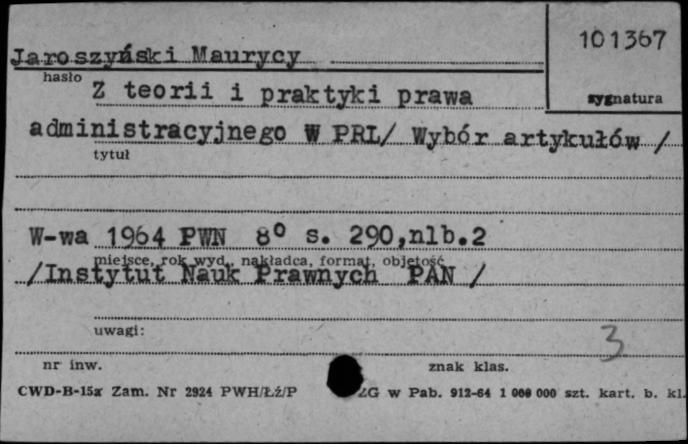 101367
Jaroszyński Maurycy
hasło
Z teorii i praktyki prawa
sygnatura
administracyjnego W PRL/ Wybór artykułów /
tytuł
W-wa 1964 PWN 8° s. 290,nlb.2
miejsce, rok wyd., nakładca, format, objętość
/Instytut Nauk Prawnych PAN /
uwagi:
3
nr inw.
znak klas.
CWD-B-15x Zam. Nr 2924 PWH/Łź/P ZG w Pab. 912-64 1 000 000 szt. kart. b. kl.